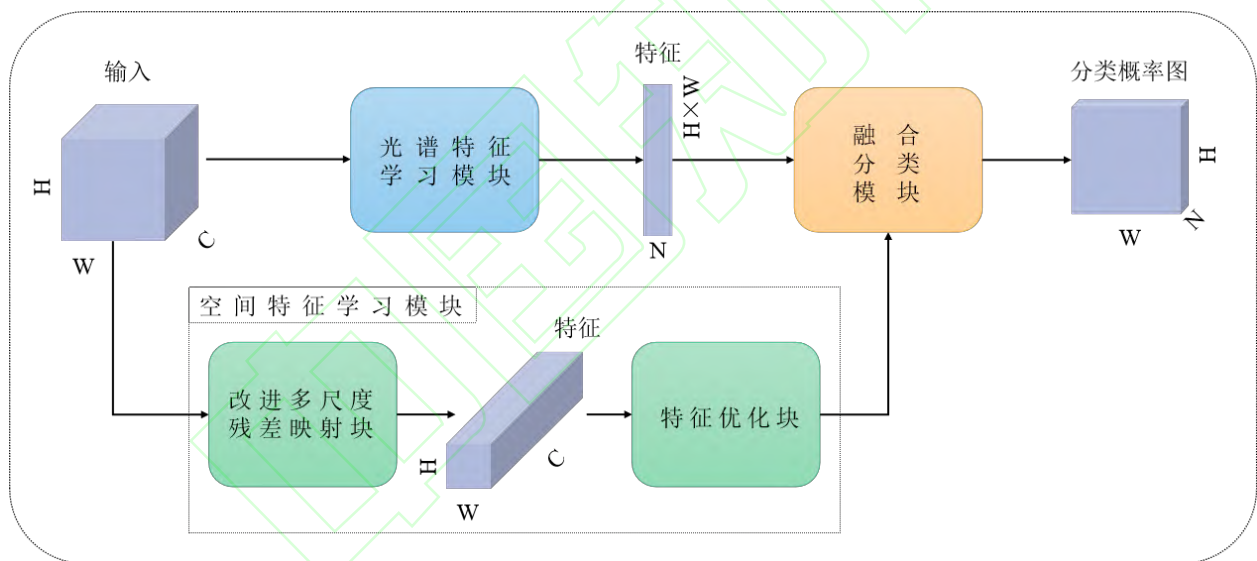 输入
H
W
C
光谱特征
学习模块
特征
H×W
N
融合
分类
模块
分类概率图
H
W
N
空间特征学习模块
改进多尺度
残差映射块
特征
H
W
C
特征优化块